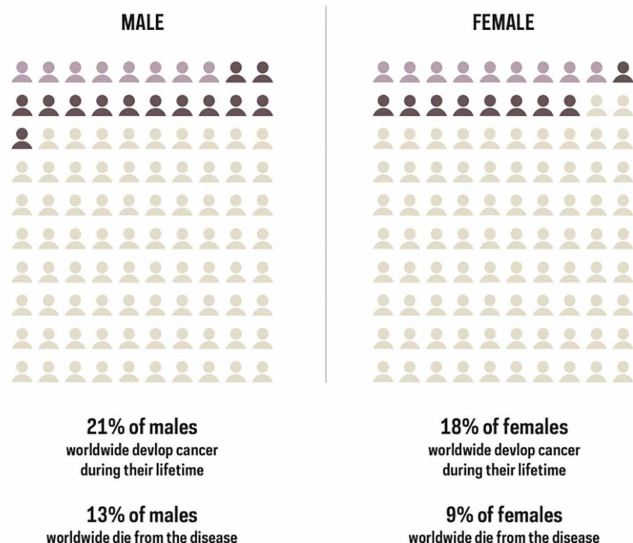 MALE
FEMALE
21% of males
worldwide devlop cancer
during their lifetime
18% of females
worldwide devlop cancer
during their lifetime
13% of males
worldwide die from the disease
9% of females
worldwide die from the disease